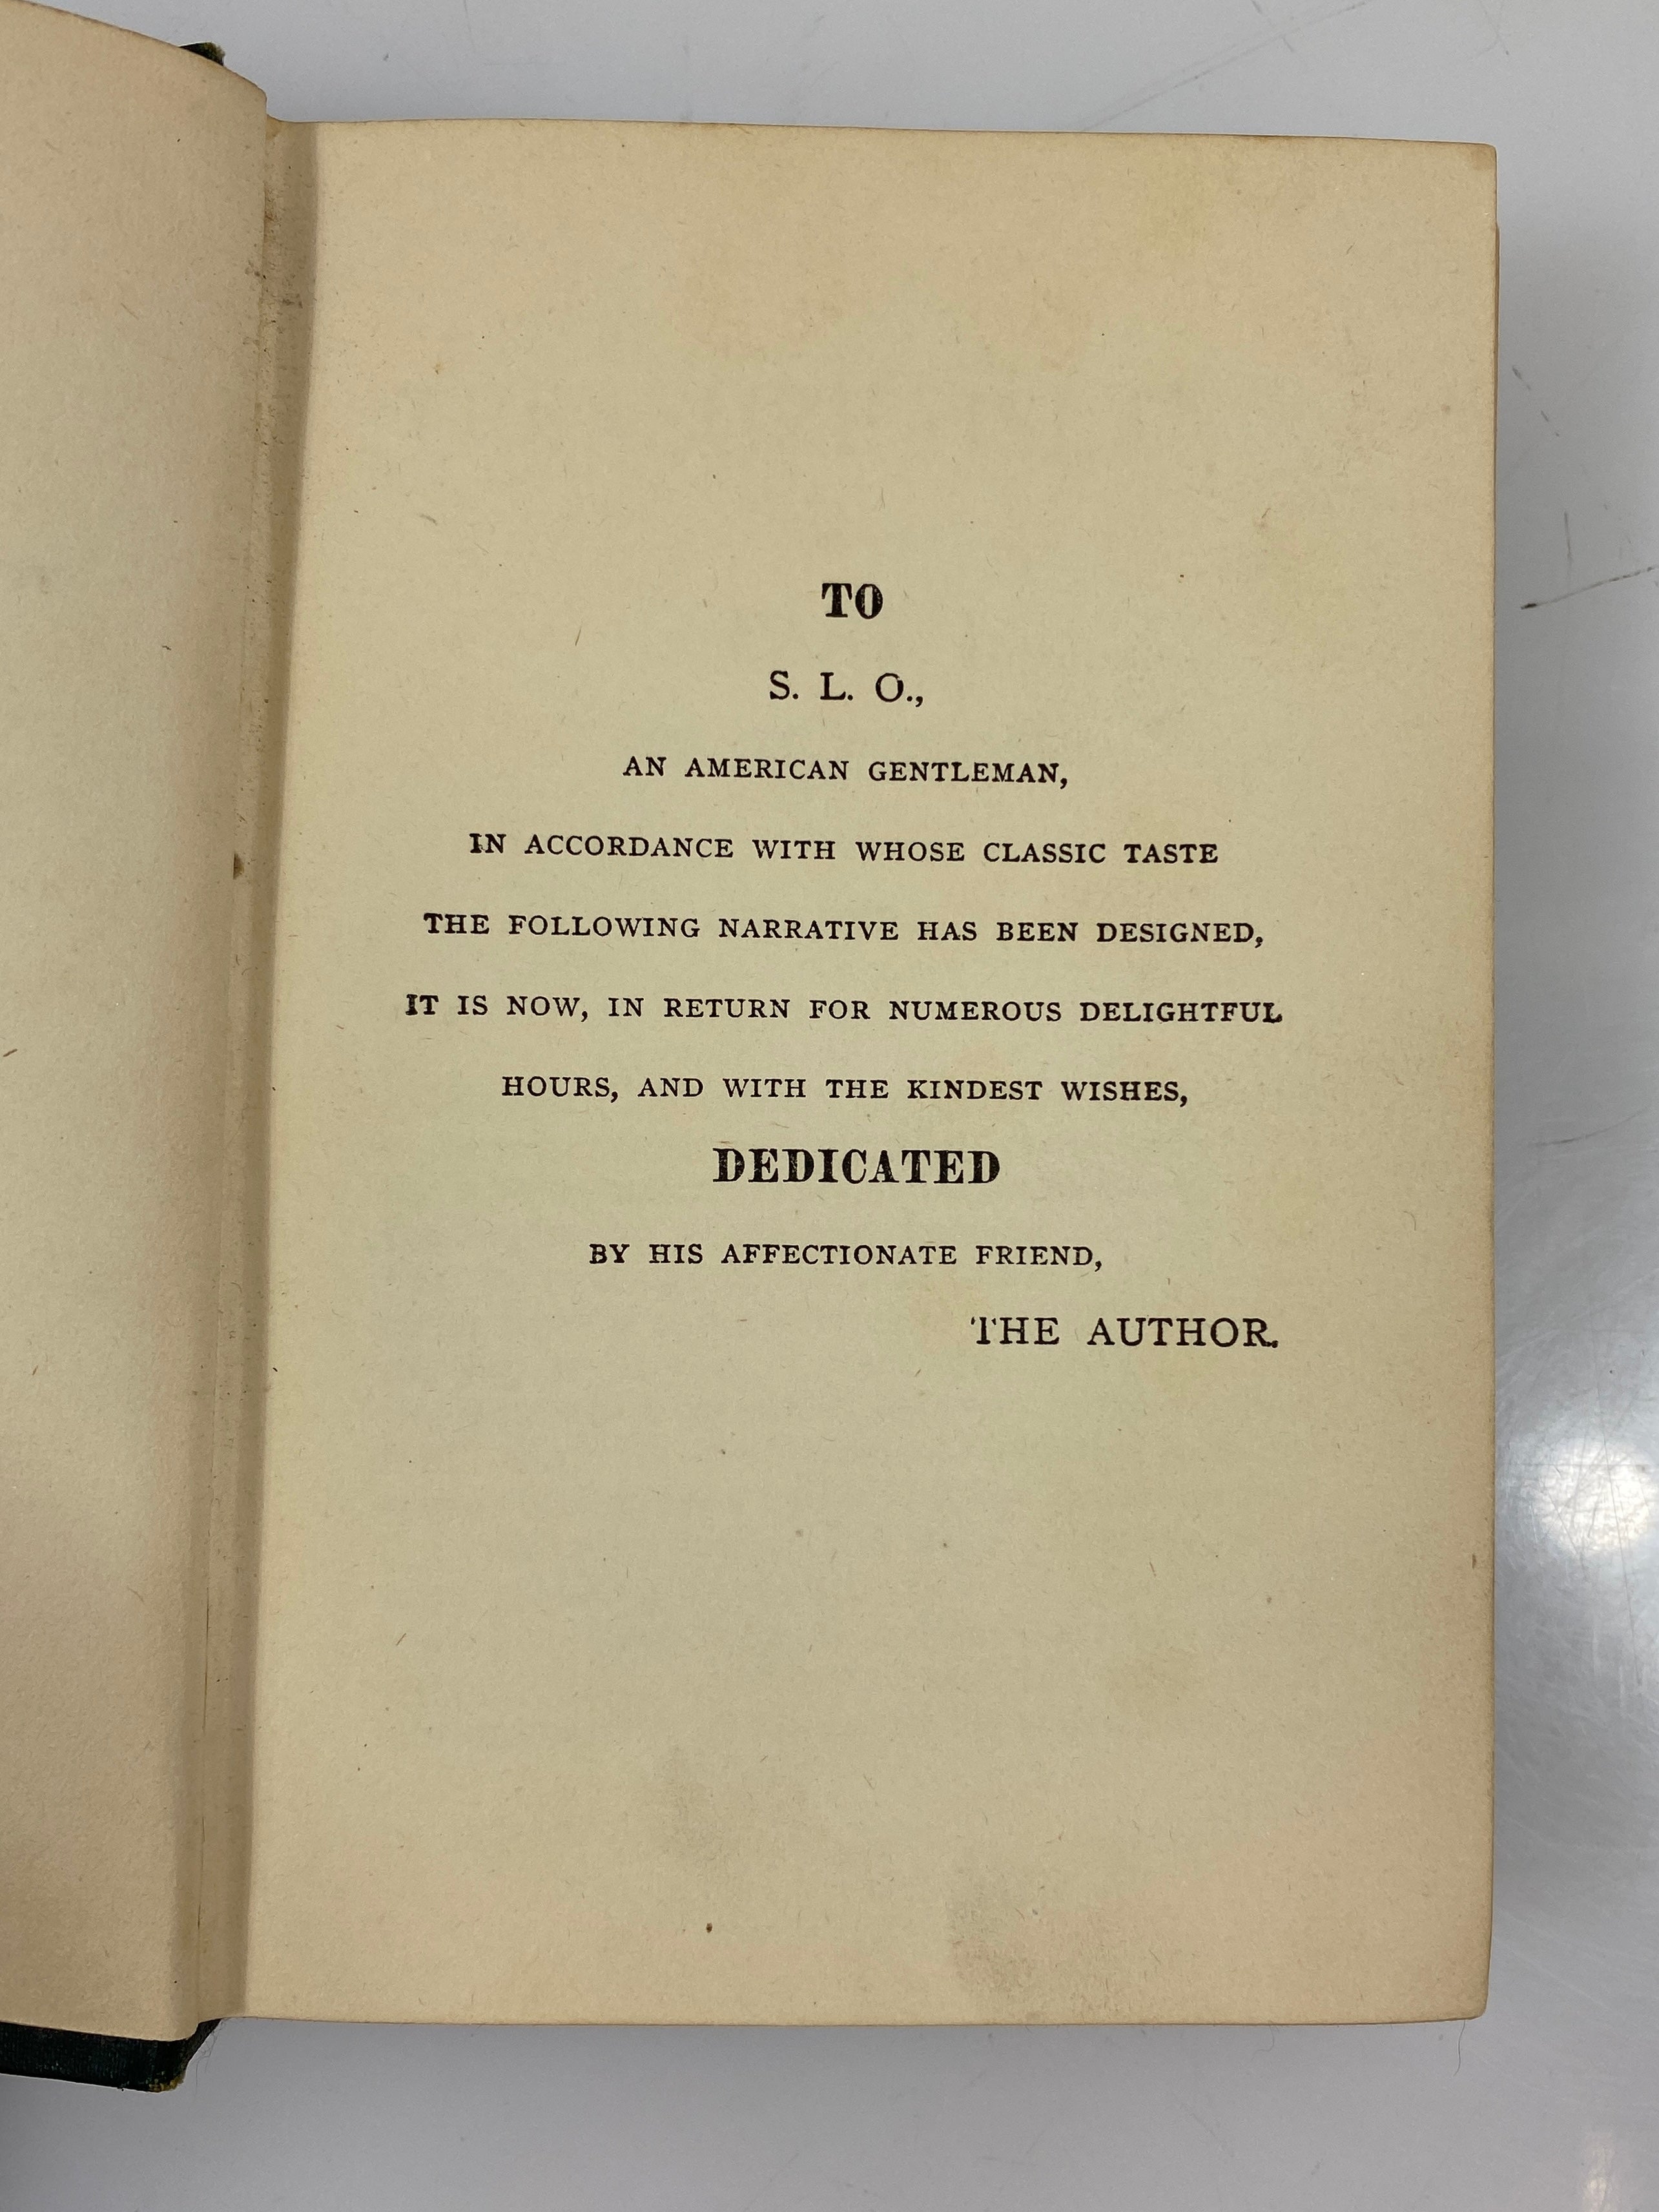 TO
S. L. O.,
AN AMERICAN GENTLEMAN,
IN ACCORDANCE WITH WHOSE CLASSIC TASTE
THE FOLLOWING NARRATIVE HAS BEEN DESIGNED,
IT IS NOW, IN RETURN FOR NUMEROUS DELIGHTFUL
HOURS, AND WITH THE KINDEST WISHES,
DEDICATED
BY HIS AFFECTIONATE FRIEND,
THE AUTHOR.